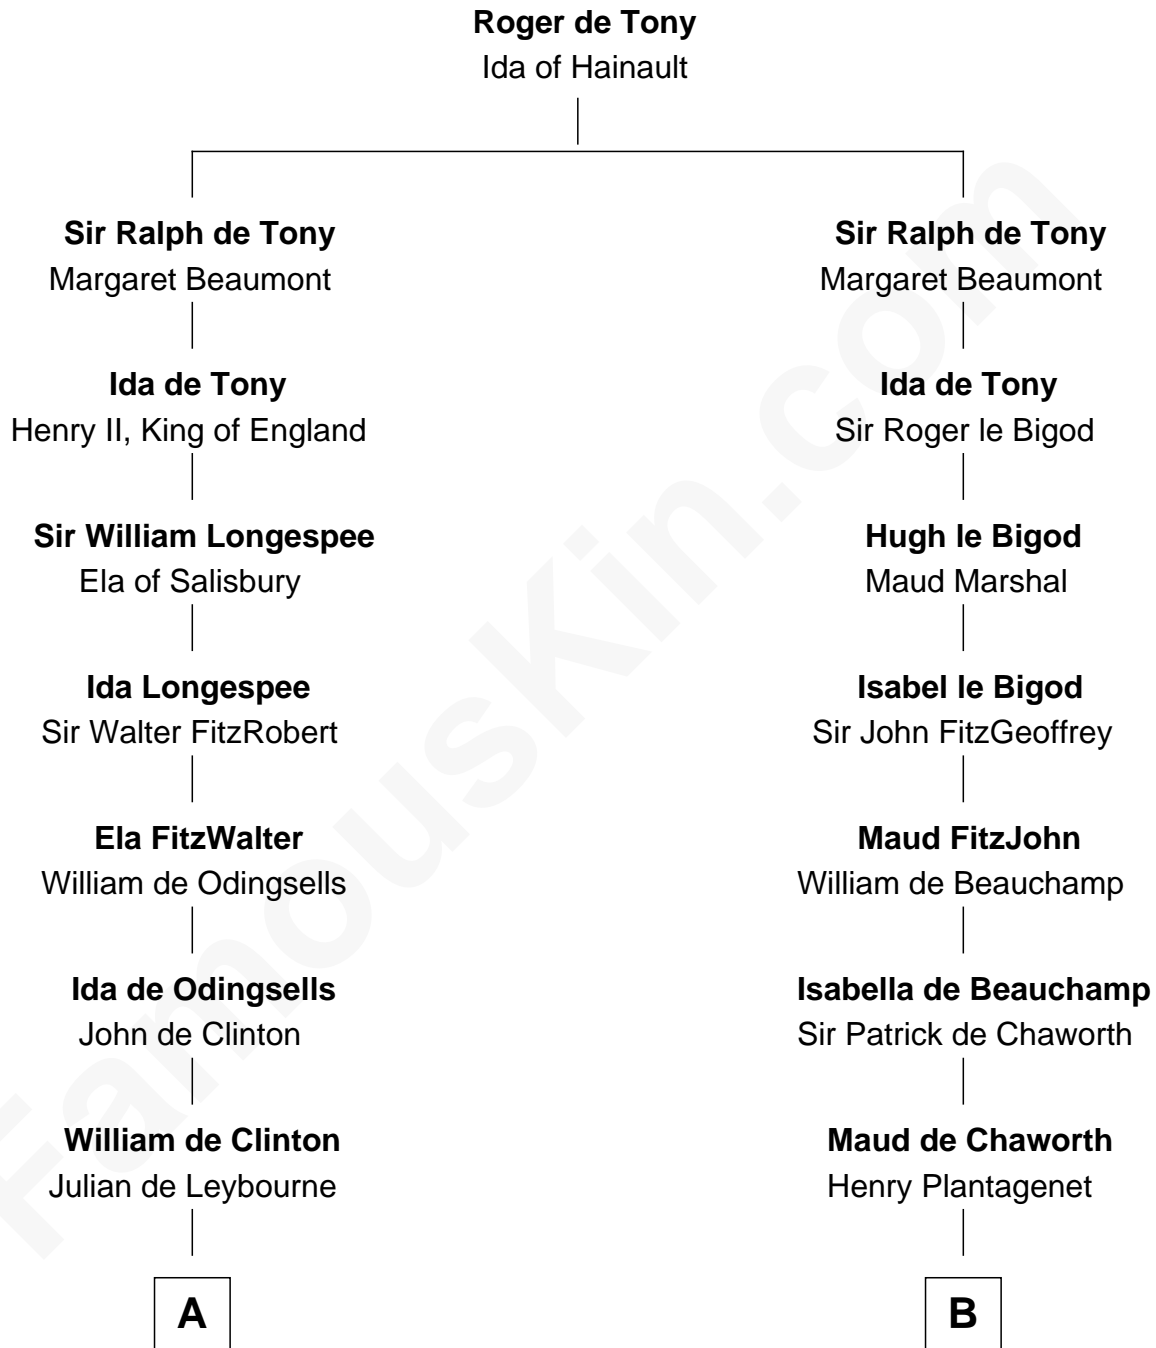 Roger de Tony
Ida of Hainault
Sir Ralph de Tony
Margaret Beaumont
Sir Ralph de Tony
Margaret Beaumont
Ida de Tony
Henry II, King of England
Ida de Tony
Sir Roger le Bigod
Sir William Longespee
Ela of Salisbury
Hugh le Bigod
Maud Marshal
Ida Longespee
Sir Walter FitzRobert
Isabel le Bigod
Sir John FitzGeoffrey
Ela FitzWalter
William de Odingsells
Maud FitzJohn
William de Beauchamp
Ida de Odingsells
John de Clinton
Isabella de Beauchamp
Sir Patrick de Chaworth
William de Clinton
Julian de Leybourne
Maud de Chaworth
Henry Plantagenet
A
B
FamousKin.com